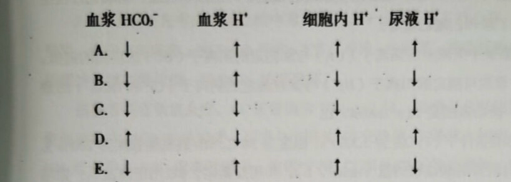 血浆 HCO₃⁻ 血浆 H⁺ 细胞内 H⁺ 尿液 H⁺
A. ↓ ↑ ↑ ↑
B. ↓ ↑ ↓ ↓
C. ↓ ↓ ↓ ↓
D. ↑ ↑ ↑ ↑
E. ↓ ↑ ↑ ↓